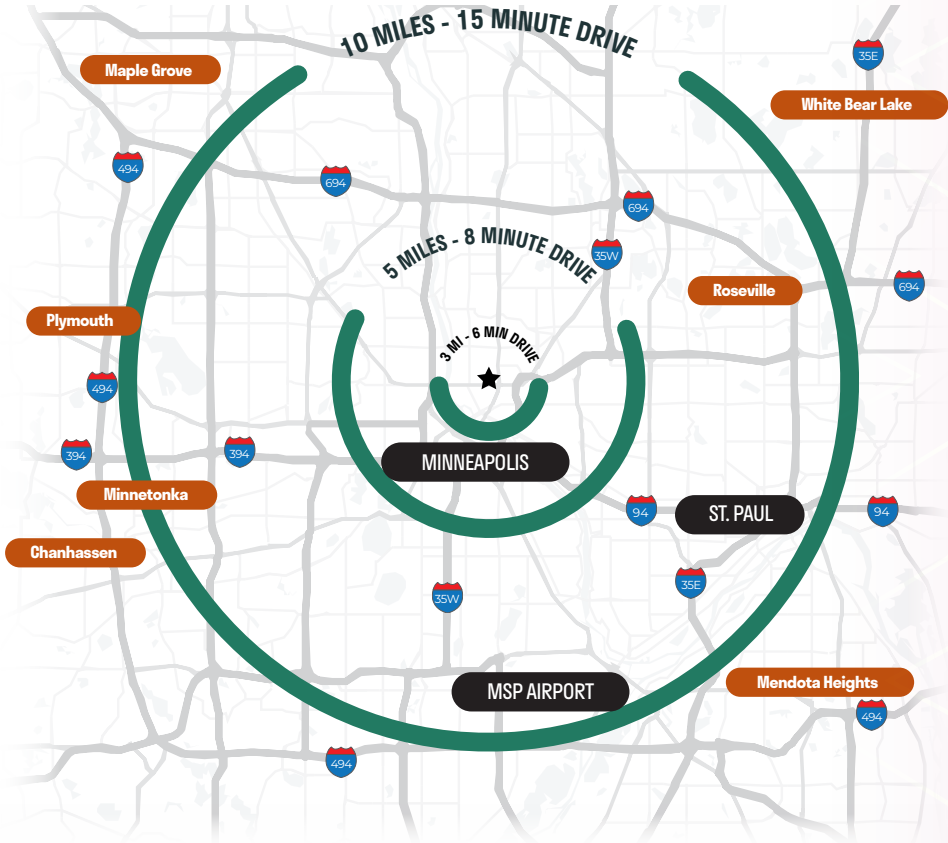 10 MILES - 15 MINUTE DRIVE
35E
Maple Grove
White Bear Lake
494
694
694
5 MILES - 8 MINUTE DRIVE
35W
694
Roseville
Plymouth
3 MI - 6 MIN DRIVE
494
394
394
MINNEAPOLIS
Minnetonka
94
ST. PAUL
94
Chanhassen
35E
35W
Mendota Heights
MSP AIRPORT
494
494